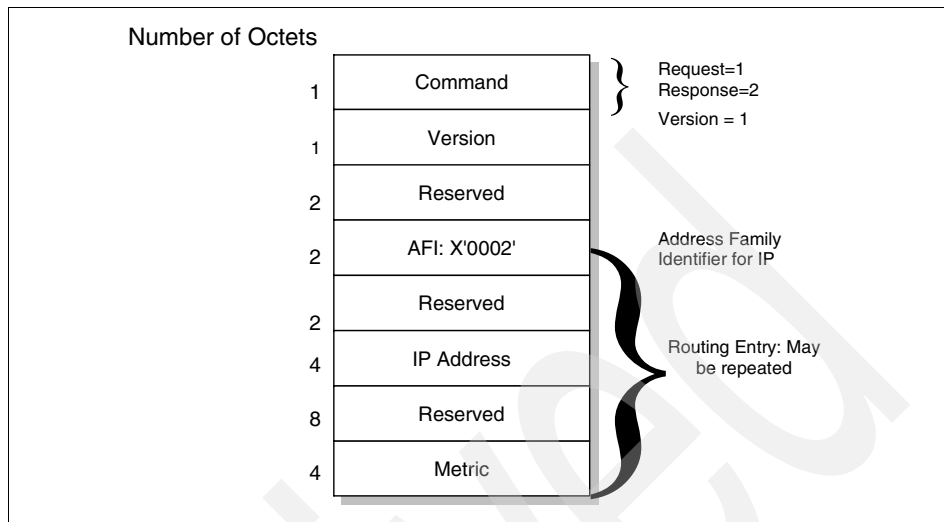 Number of Octets
1
Command
Request=1
Response=2
Version = 1
1
Version
2
Reserved
2
AFI: X'0002'
Address Family
Identifier for IP
2
Reserved
4
IP Address
Routing Entry: May
be repeated
8
Reserved
4
Metric